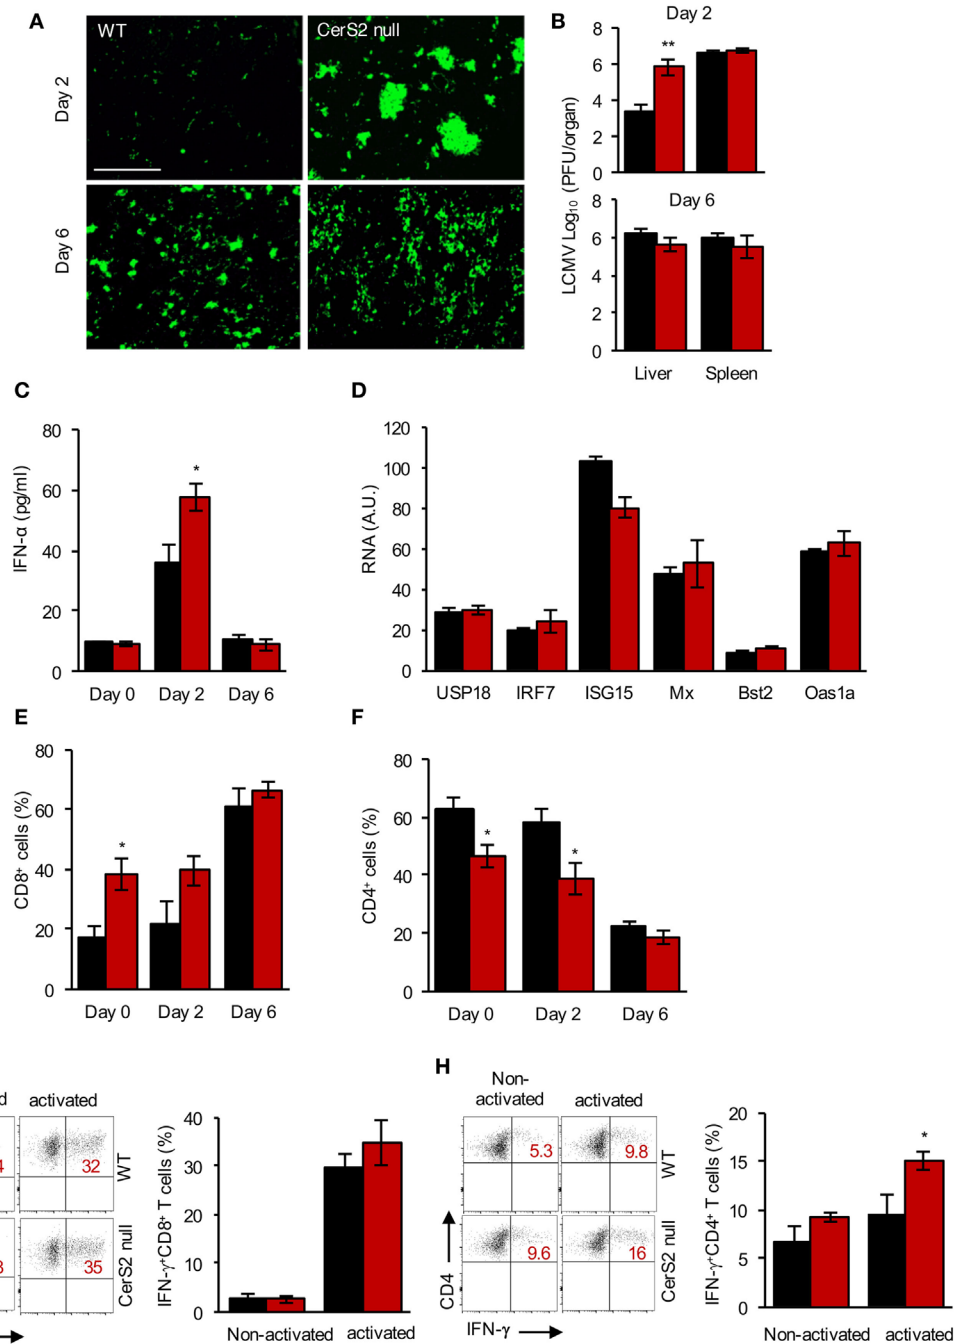 A
WT
CerS2 null
Day 2
Day 6
B
Day 2
8
6
4
2
0
**
Day 6
8
6
4
2
0
LCMV Log10 (PFU/organ)
Liver Spleen
C
IFN-α (pg/ml)
80
60
40
20
0
*
Day 0 Day 2 Day 6
D
RNA (A.U.)
120
100
80
60
40
20
0
USP18 IRF7 ISG15 Mx Bst2 Oas1a
E
CD8+ cells (%)
80
60
40
20
0
*
Day 0 Day 2 Day 6
F
CD4+ cells (%)
80
60
40
20
0
*
*
Day 0 Day 2 Day 6
d activated
4
32
WT
3
35
CerS2 null
IFN-γ+CD8+ T cells (%)
40
30
20
10
0
Non-activated activated
H
Non-
activated activated
5.3
9.8
WT
9.6
16
CerS2 null
CD4
IFN-γ
IFN-γ+CD4+ T cells (%)
20
15
10
5
0
*
Non-activated activated